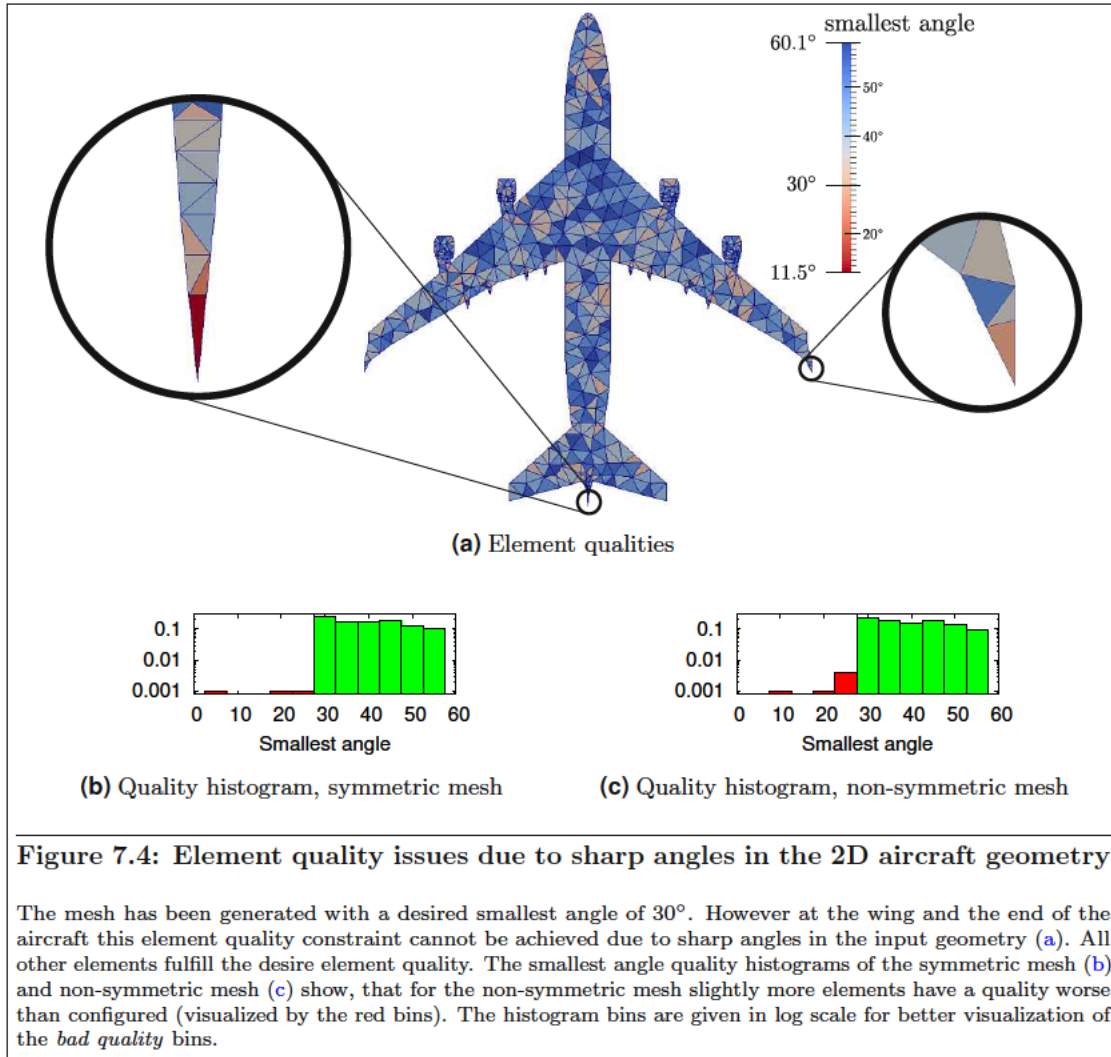 smallest angle
60.1°
50°
40°
30°
20°
11.5°
(a) Element qualities
0.1
0.01
0.001
0 10 20 30 40 50 60
Smallest angle
(b) Quality histogram, symmetric mesh
0.1
0.01
0.001
0 10 20 30 40 50 60
Smallest angle
(c) Quality histogram, non-symmetric mesh
Figure 7.4: Element quality issues due to sharp angles in the 2D aircraft geometry
The mesh has been generated with a desired smallest angle of 30°. However at the wing and the end of the
aircraft this element quality constraint cannot be achieved due to sharp angles in the input geometry (a). All
other elements fulfill the desire element quality. The smallest angle quality histograms of the symmetric mesh (b)
and non-symmetric mesh (c) show, that for the non-symmetric mesh slightly more elements have a quality worse
than configured (visualized by the red bins). The histogram bins are given in log scale for better visualization of
the bad quality bins.